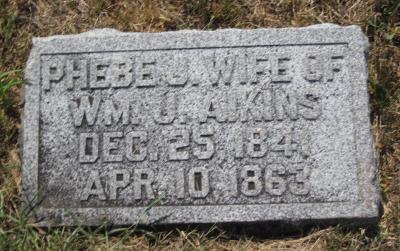 PHEBE J. WIFE OF
WM. J. AIKINS
DEC. 25, 1841
APR. 10, 1863